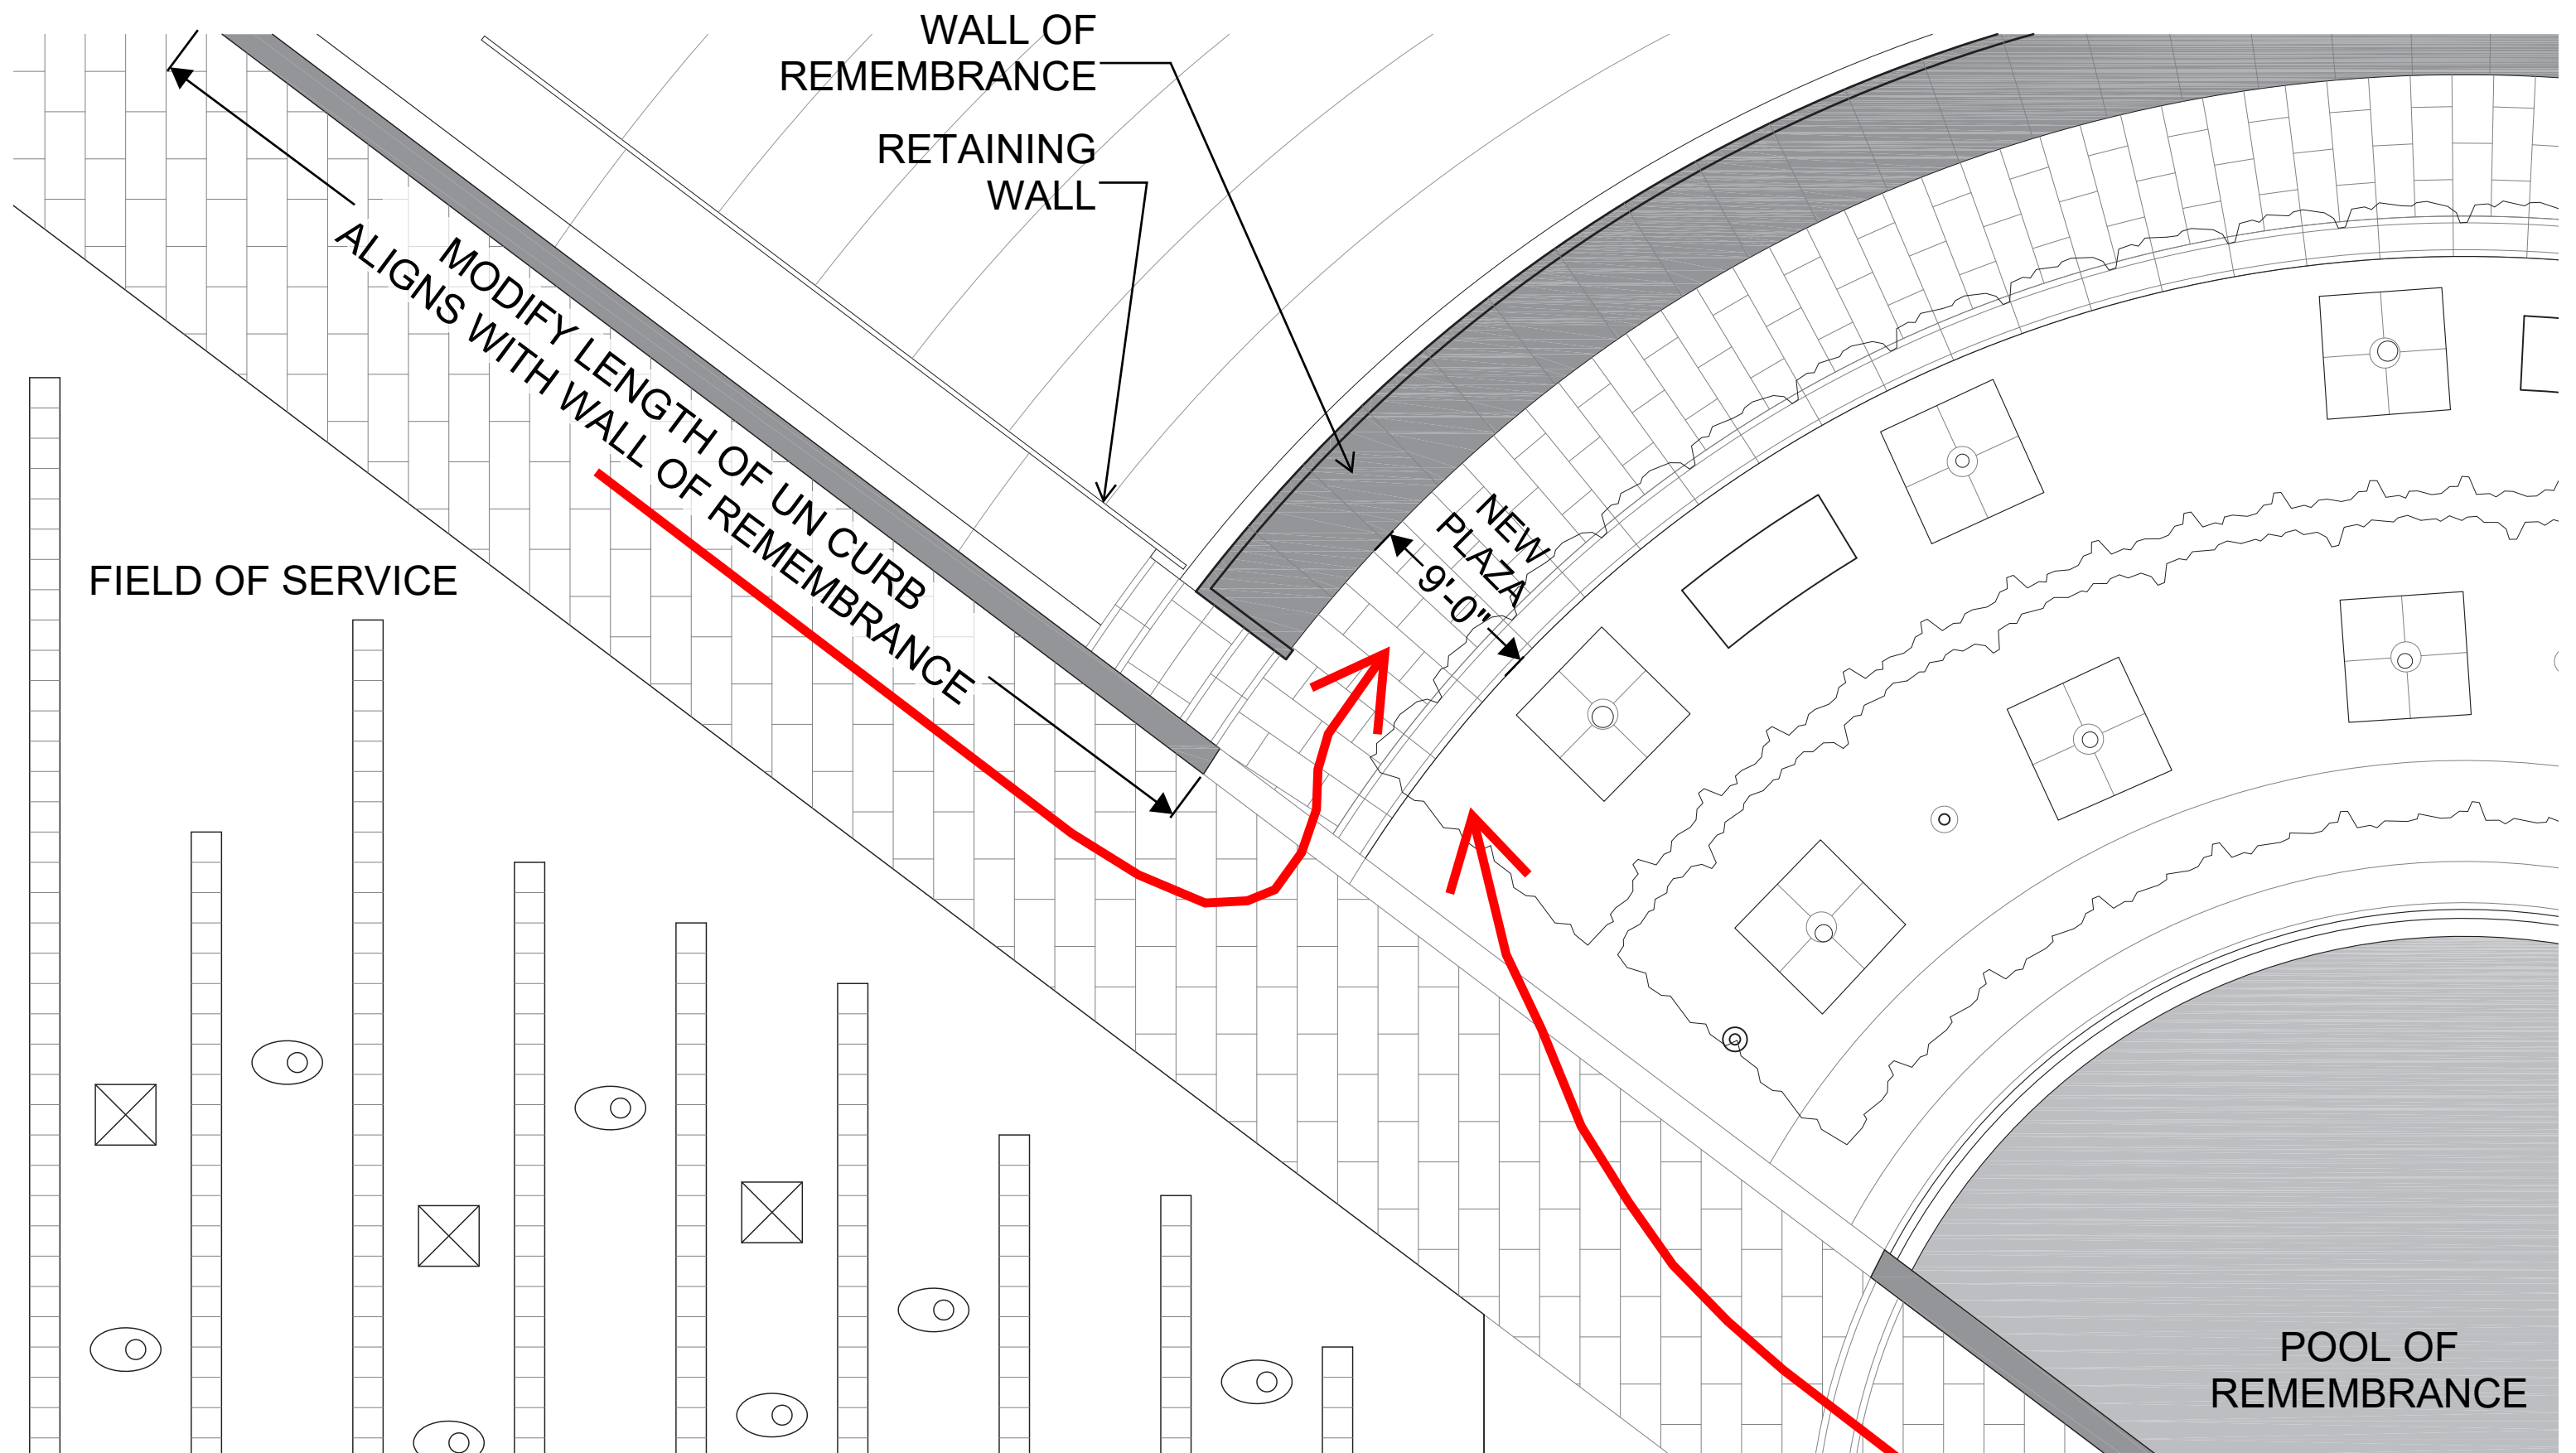 WALL OF
REMEMBRANCE
RETAINING
WALL
MODIFY LENGTH OF UN CURB
ALIGNS WITH WALL OF REMEMBRANCE
NEW
PLAZA
9'-0"
FIELD OF SERVICE
POOL OF
REMEMBRANCE